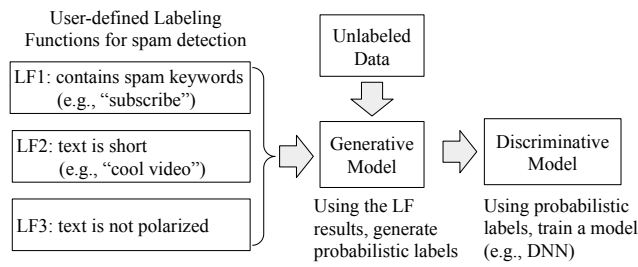 User-defined Labeling
Functions for spam detection
LF1: contains spam keywords
(e.g., “subscribe”)
LF2: text is short
(e.g., “cool video”)
LF3: text is not polarized
Unlabeled
Data
Generative
Model
Using the LF
results, generate
probabilistic labels
Discriminative
Model
Using probabilistic
labels, train a model
(e.g., DNN)